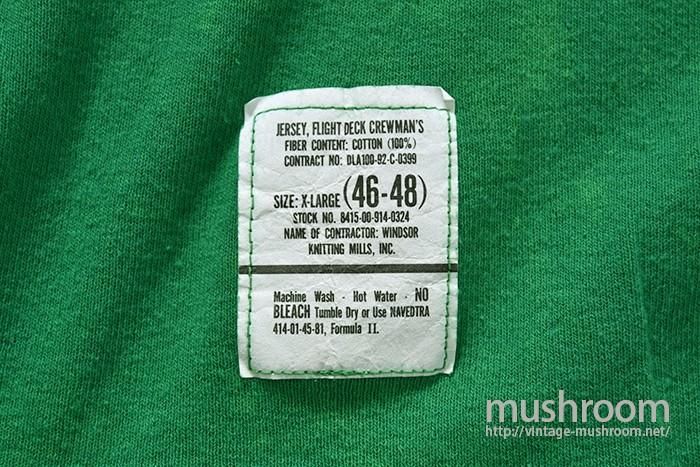 JERSEY, FLIGHT DECK CREWMAN'S
FIBER CONTENT: COTTON (100%)
CONTRACT NO: DLA100-92-C-0399
SIZE: X-LARGE (46-48)
STOCK NO. 8415-00-914-0324
NAME OF CONTRACTOR: WINDSOR
KNITTING MILLS, INC.
Machine Wash - Hot Water - NO
BLEACH Tumble Dry or Use NAVEDTRA
414-01-45-81, Formula II.
mushroom
http://vintage-mushroom.net/